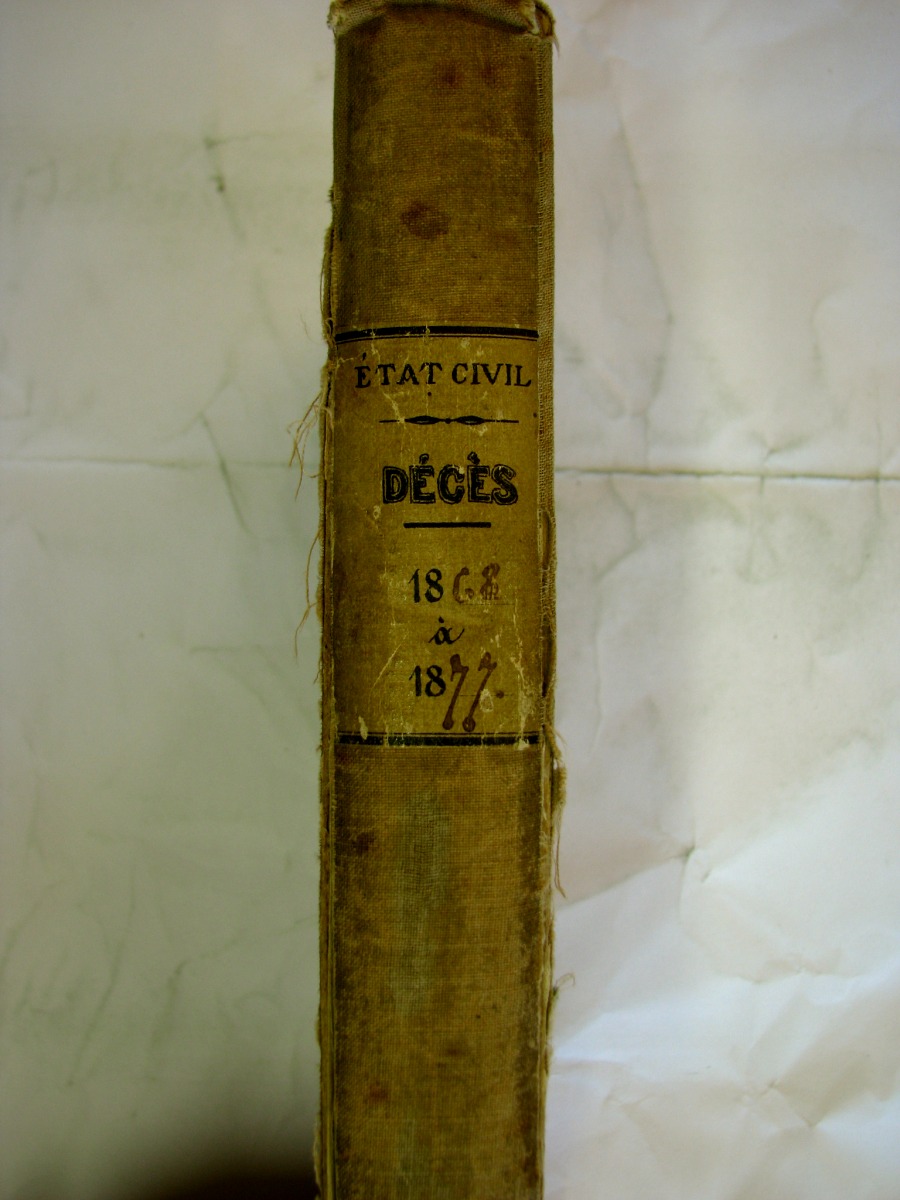 ÉTAT CIVIL
DÉCÈS
1868
à
1877.